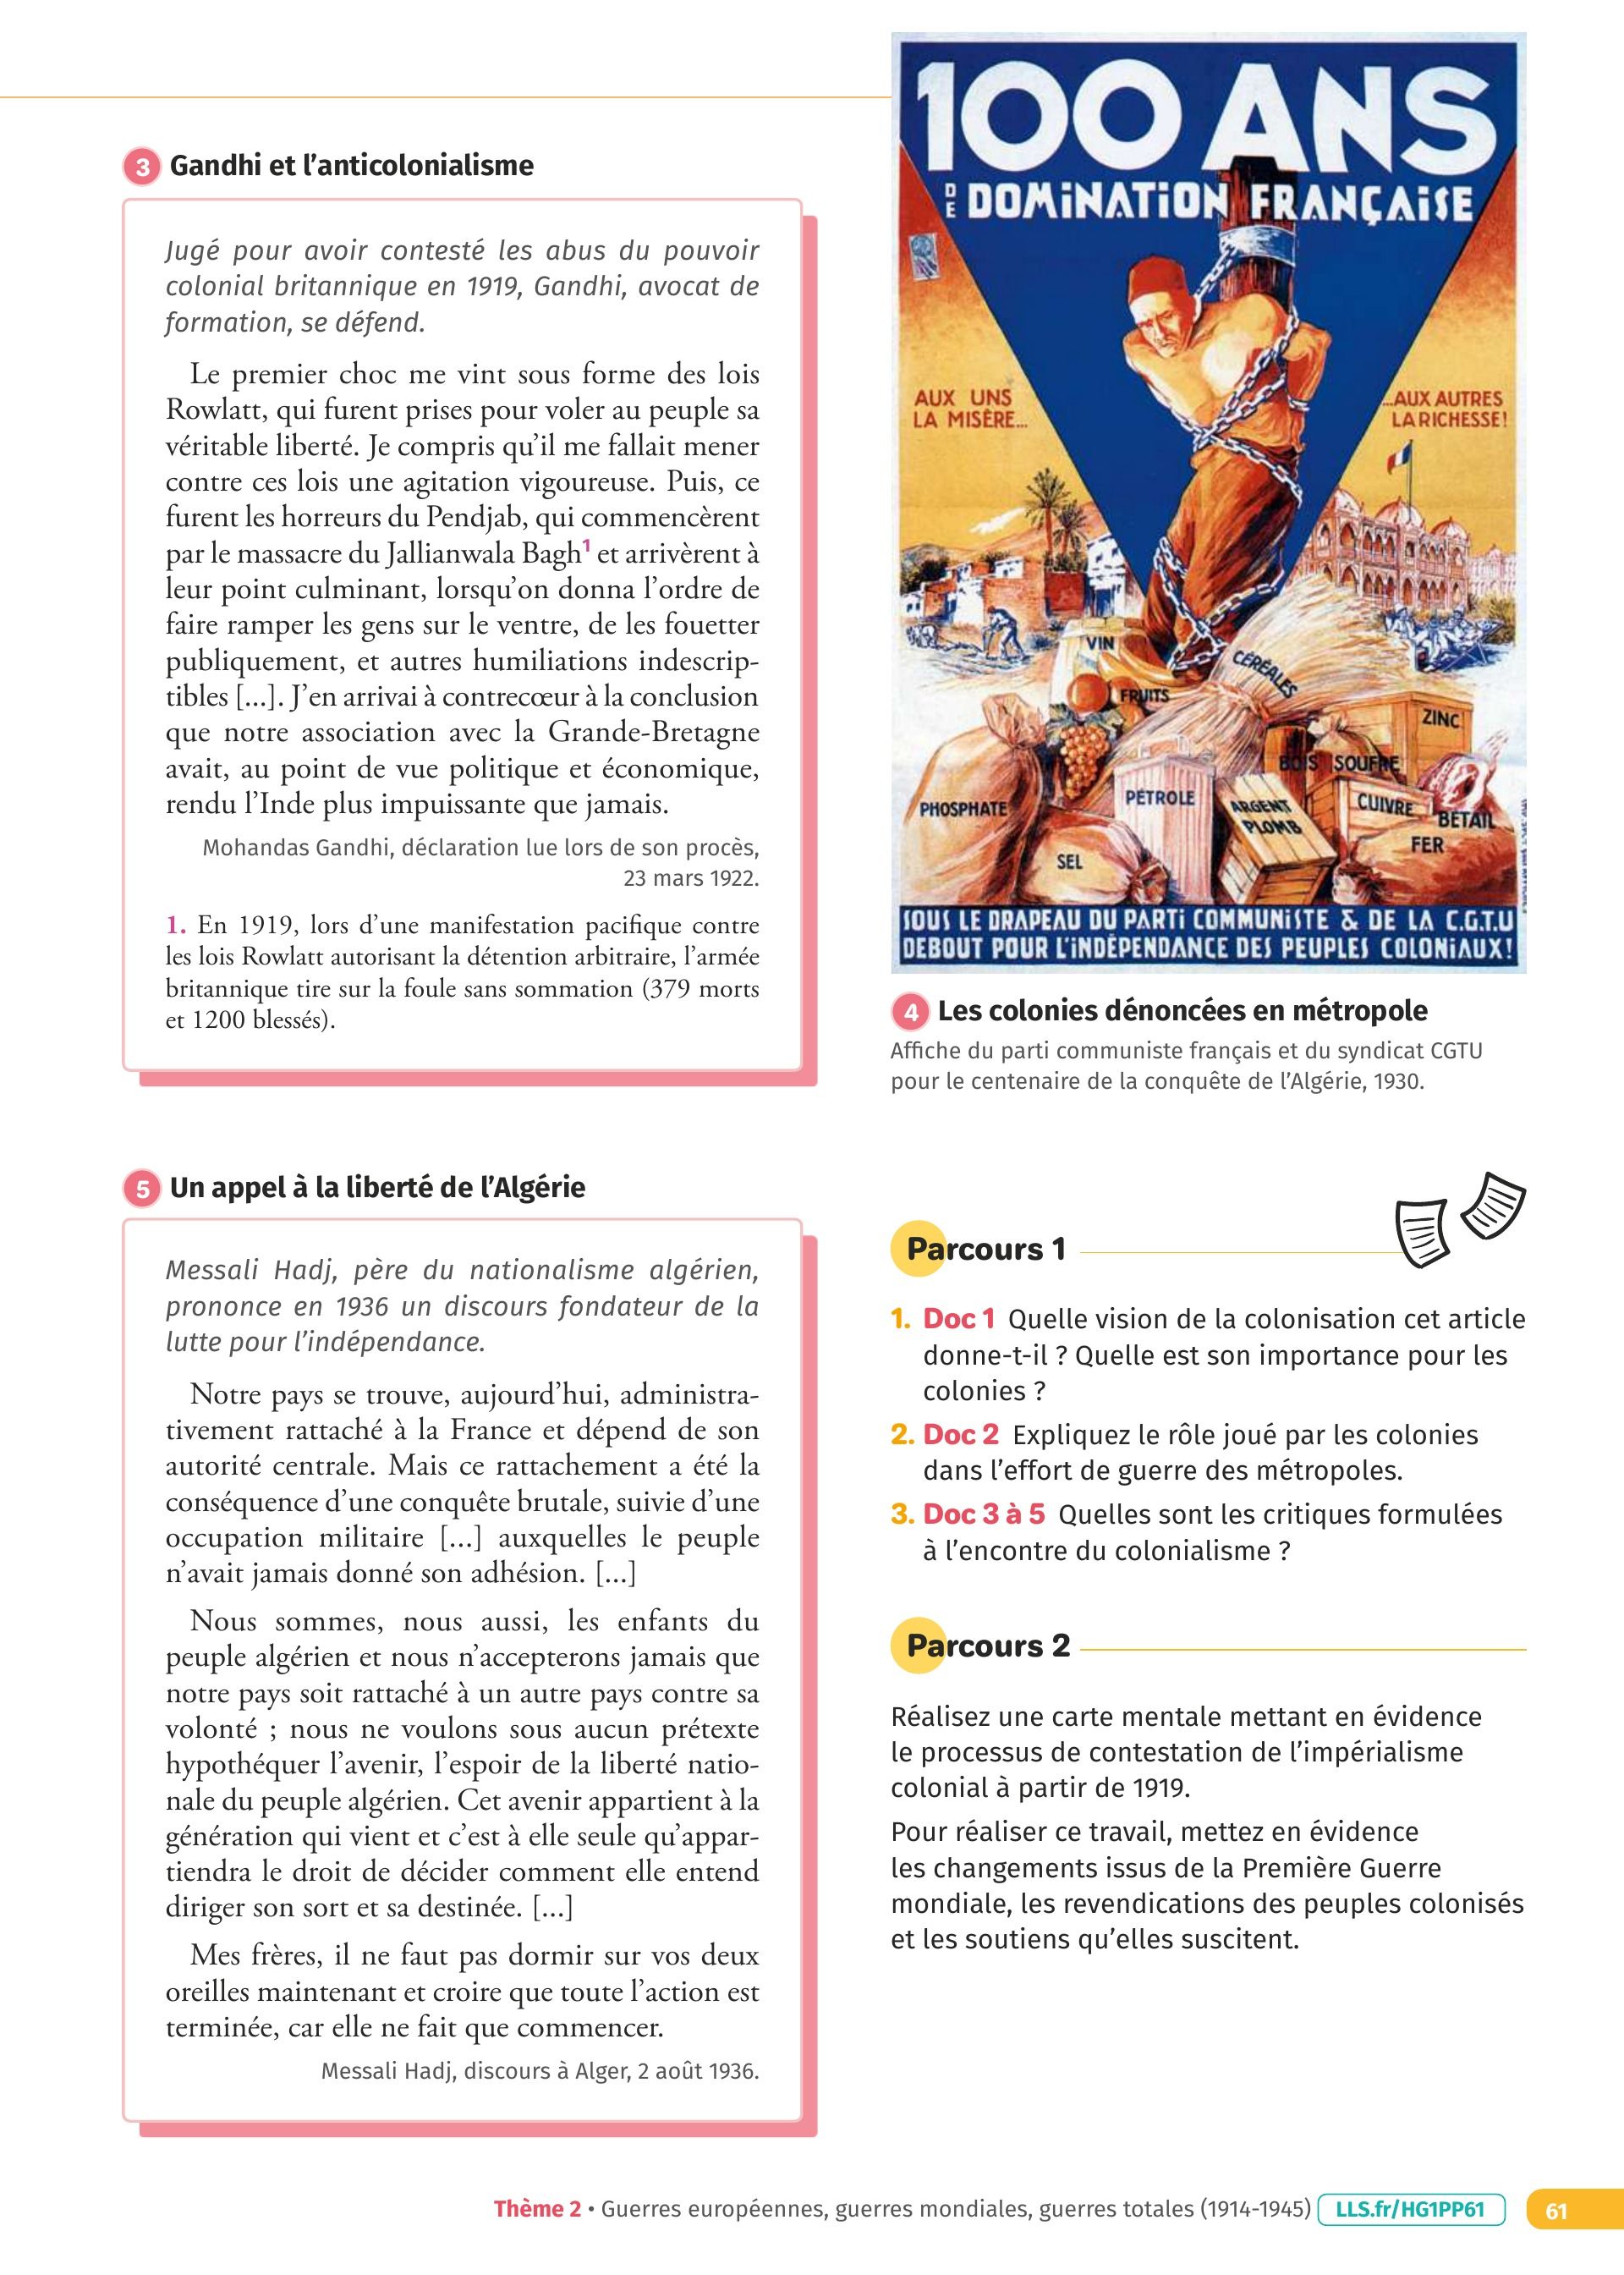 3 Gandhi et l'anticolonialisme
Jugé pour avoir contesté les abus du pouvoir
colonial britannique en 1919, Gandhi, avocat de
formation, se défend.
Le premier choc me vint sous forme des lois
Rowlatt, qui furent prises pour voler au peuple sa
véritable liberté. Je compris qu'il me fallait mener
contre ces lois une agitation vigoureuse. Puis, ce
furent les horreurs du Pendjab, qui commencèrent
par le massacre du Jallianwala Bagh1 et arrivèrent à
leur point culminant, lorsqu'on donna l'ordre de
faire ramper les gens sur le ventre, de les fouetter
publiquement, et autres humiliations indescrip-
tibles [...]. J'en arrivai à contrecœur à la conclusion
que notre association avec la Grande-Bretagne
avait, au point de vue politique et économique,
rendu l'Inde plus impuissante que jamais.
Mohandas Gandhi, déclaration lue lors de son procès,
23 mars 1922.
1. En 1919, lors d'une manifestation pacifique contre
les lois Rowlatt autorisant la détention arbitraire, l'armée
britannique tire sur la foule sans sommation (379 morts
et 1200 blessés).
100 ANS
DE DOMiNATiON FRANÇAiSE
AUX UNS
LA MISÈRE...
...AUX AUTRES
LA RICHESSE!
VIN
CÉRÉALES
FRUITS
ZINC
BOIS
SOUFRE
PHOSPHATE
PÉTROLE
ARGENT
PLOMB
CUIVRE
BÉTAIL
FER
SEL
SOUS LE DRAPEAU DU PARTi COMMUNiSTE & DE LA C.G.T.U
DEBOUT POUR L'iNDÉPENDANCE DES PEUPLES COLONiAUX!
4 Les colonies dénoncées en métropole
Affiche du parti communiste français et du syndicat CGTU
pour le centenaire de la conquête de l'Algérie, 1930.
5 Un appel à la liberté de l'Algérie
Messali Hadj, père du nationalisme algérien,
prononce en 1936 un discours fondateur de la
lutte pour l'indépendance.
Notre pays se trouve, aujourd'hui, administra-
tivement rattaché à la France et dépend de son
autorité centrale. Mais ce rattachement a été la
conséquence d'une conquête brutale, suivie d'une
occupation militaire [...] auxquelles le peuple
n'avait jamais donné son adhésion. [...]
Nous sommes, nous aussi, les enfants du
peuple algérien et nous n'accepterons jamais que
notre pays soit rattaché à un autre pays contre sa
volonté ; nous ne voulons sous aucun prétexte
hypothéquer l'avenir, l'espoir de la liberté natio-
nale du peuple algérien. Cet avenir appartient à la
génération qui vient et c'est à elle seule qu'appar-
tiendra le droit de décider comment elle entend
diriger son sort et sa destinée. [...]
Mes frères, il ne faut pas dormir sur vos deux
oreilles maintenant et croire que toute l'action est
terminée, car elle ne fait que commencer.
Messali Hadj, discours à Alger, 2 août 1936.
Parcours 1
1. Doc 1 Quelle vision de la colonisation cet article
donne-t-il ? Quelle est son importance pour les
colonies ?
2. Doc 2 Expliquez le rôle joué par les colonies
dans l'effort de guerre des métropoles.
3. Doc 3 à 5 Quelles sont les critiques formulées
à l'encontre du colonialisme ?
Parcours 2
Réalisez une carte mentale mettant en évidence
le processus de contestation de l'impérialisme
colonial à partir de 1919.
Pour réaliser ce travail, mettez en évidence
les changements issus de la Première Guerre
mondiale, les revendications des peuples colonisés
et les soutiens qu'elles suscitent.
Thème 2 • Guerres européennes, guerres mondiales, guerres totales (1914-1945) LLS.fr/HG1PP61 61